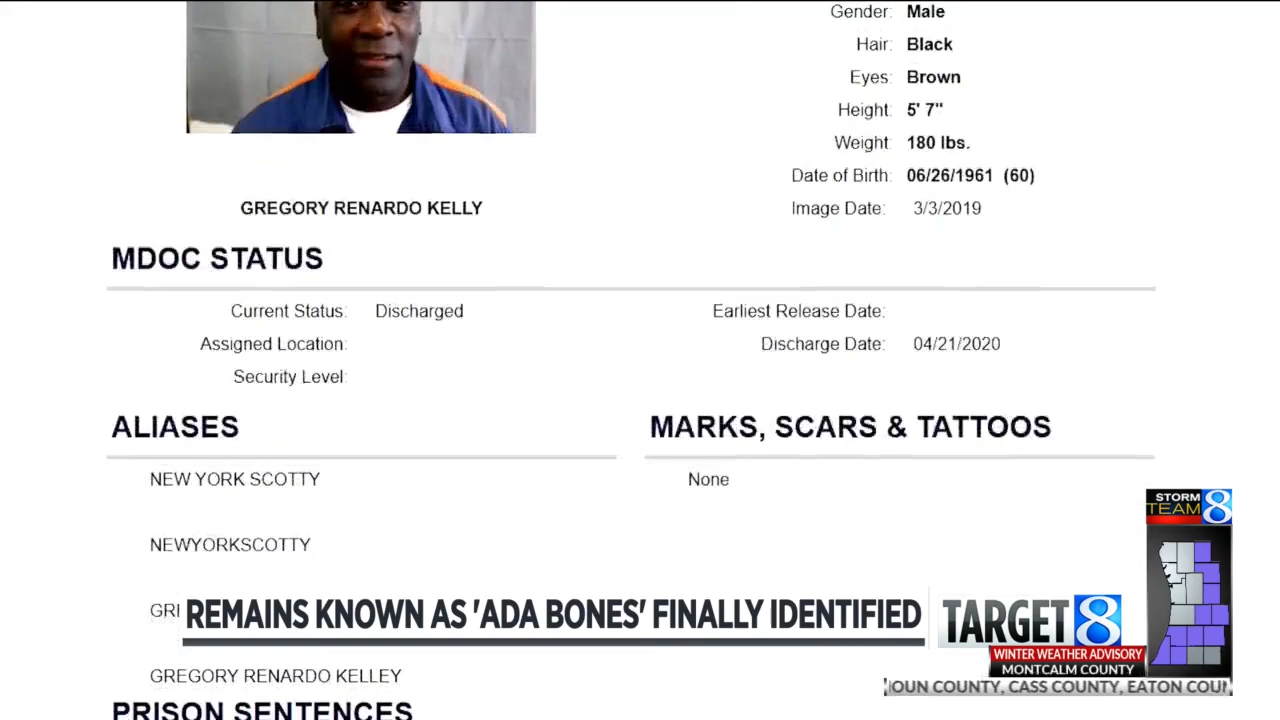 Gender: Male
Hair: Black
Eyes: Brown
Height: 5' 7"
Weight: 180 lbs.
Date of Birth: 06/26/1961 (60)
GREGORY RENARDO KELLY
Image Date: 3/3/2019
MDOC STATUS
Current Status: Discharged
Earliest Release Date:
Assigned Location:
Discharge Date: 04/21/2020
Security Level:
ALIASES
MARKS, SCARS & TATTOOS
NEW YORK SCOTTY
None
NEWYORKSCOTTY
GRE
REMAINS KNOWN AS 'ADA BONES' FINALLY IDENTIFIED
GREGORY RENARDO KELLEY
PRISON SENTENCES
STORM
TEAM 8
TARGET 8
WINTER WEATHER ADVISORY
MONTCALM COUNTY
COUNTY, CASS COUNTY, EATON